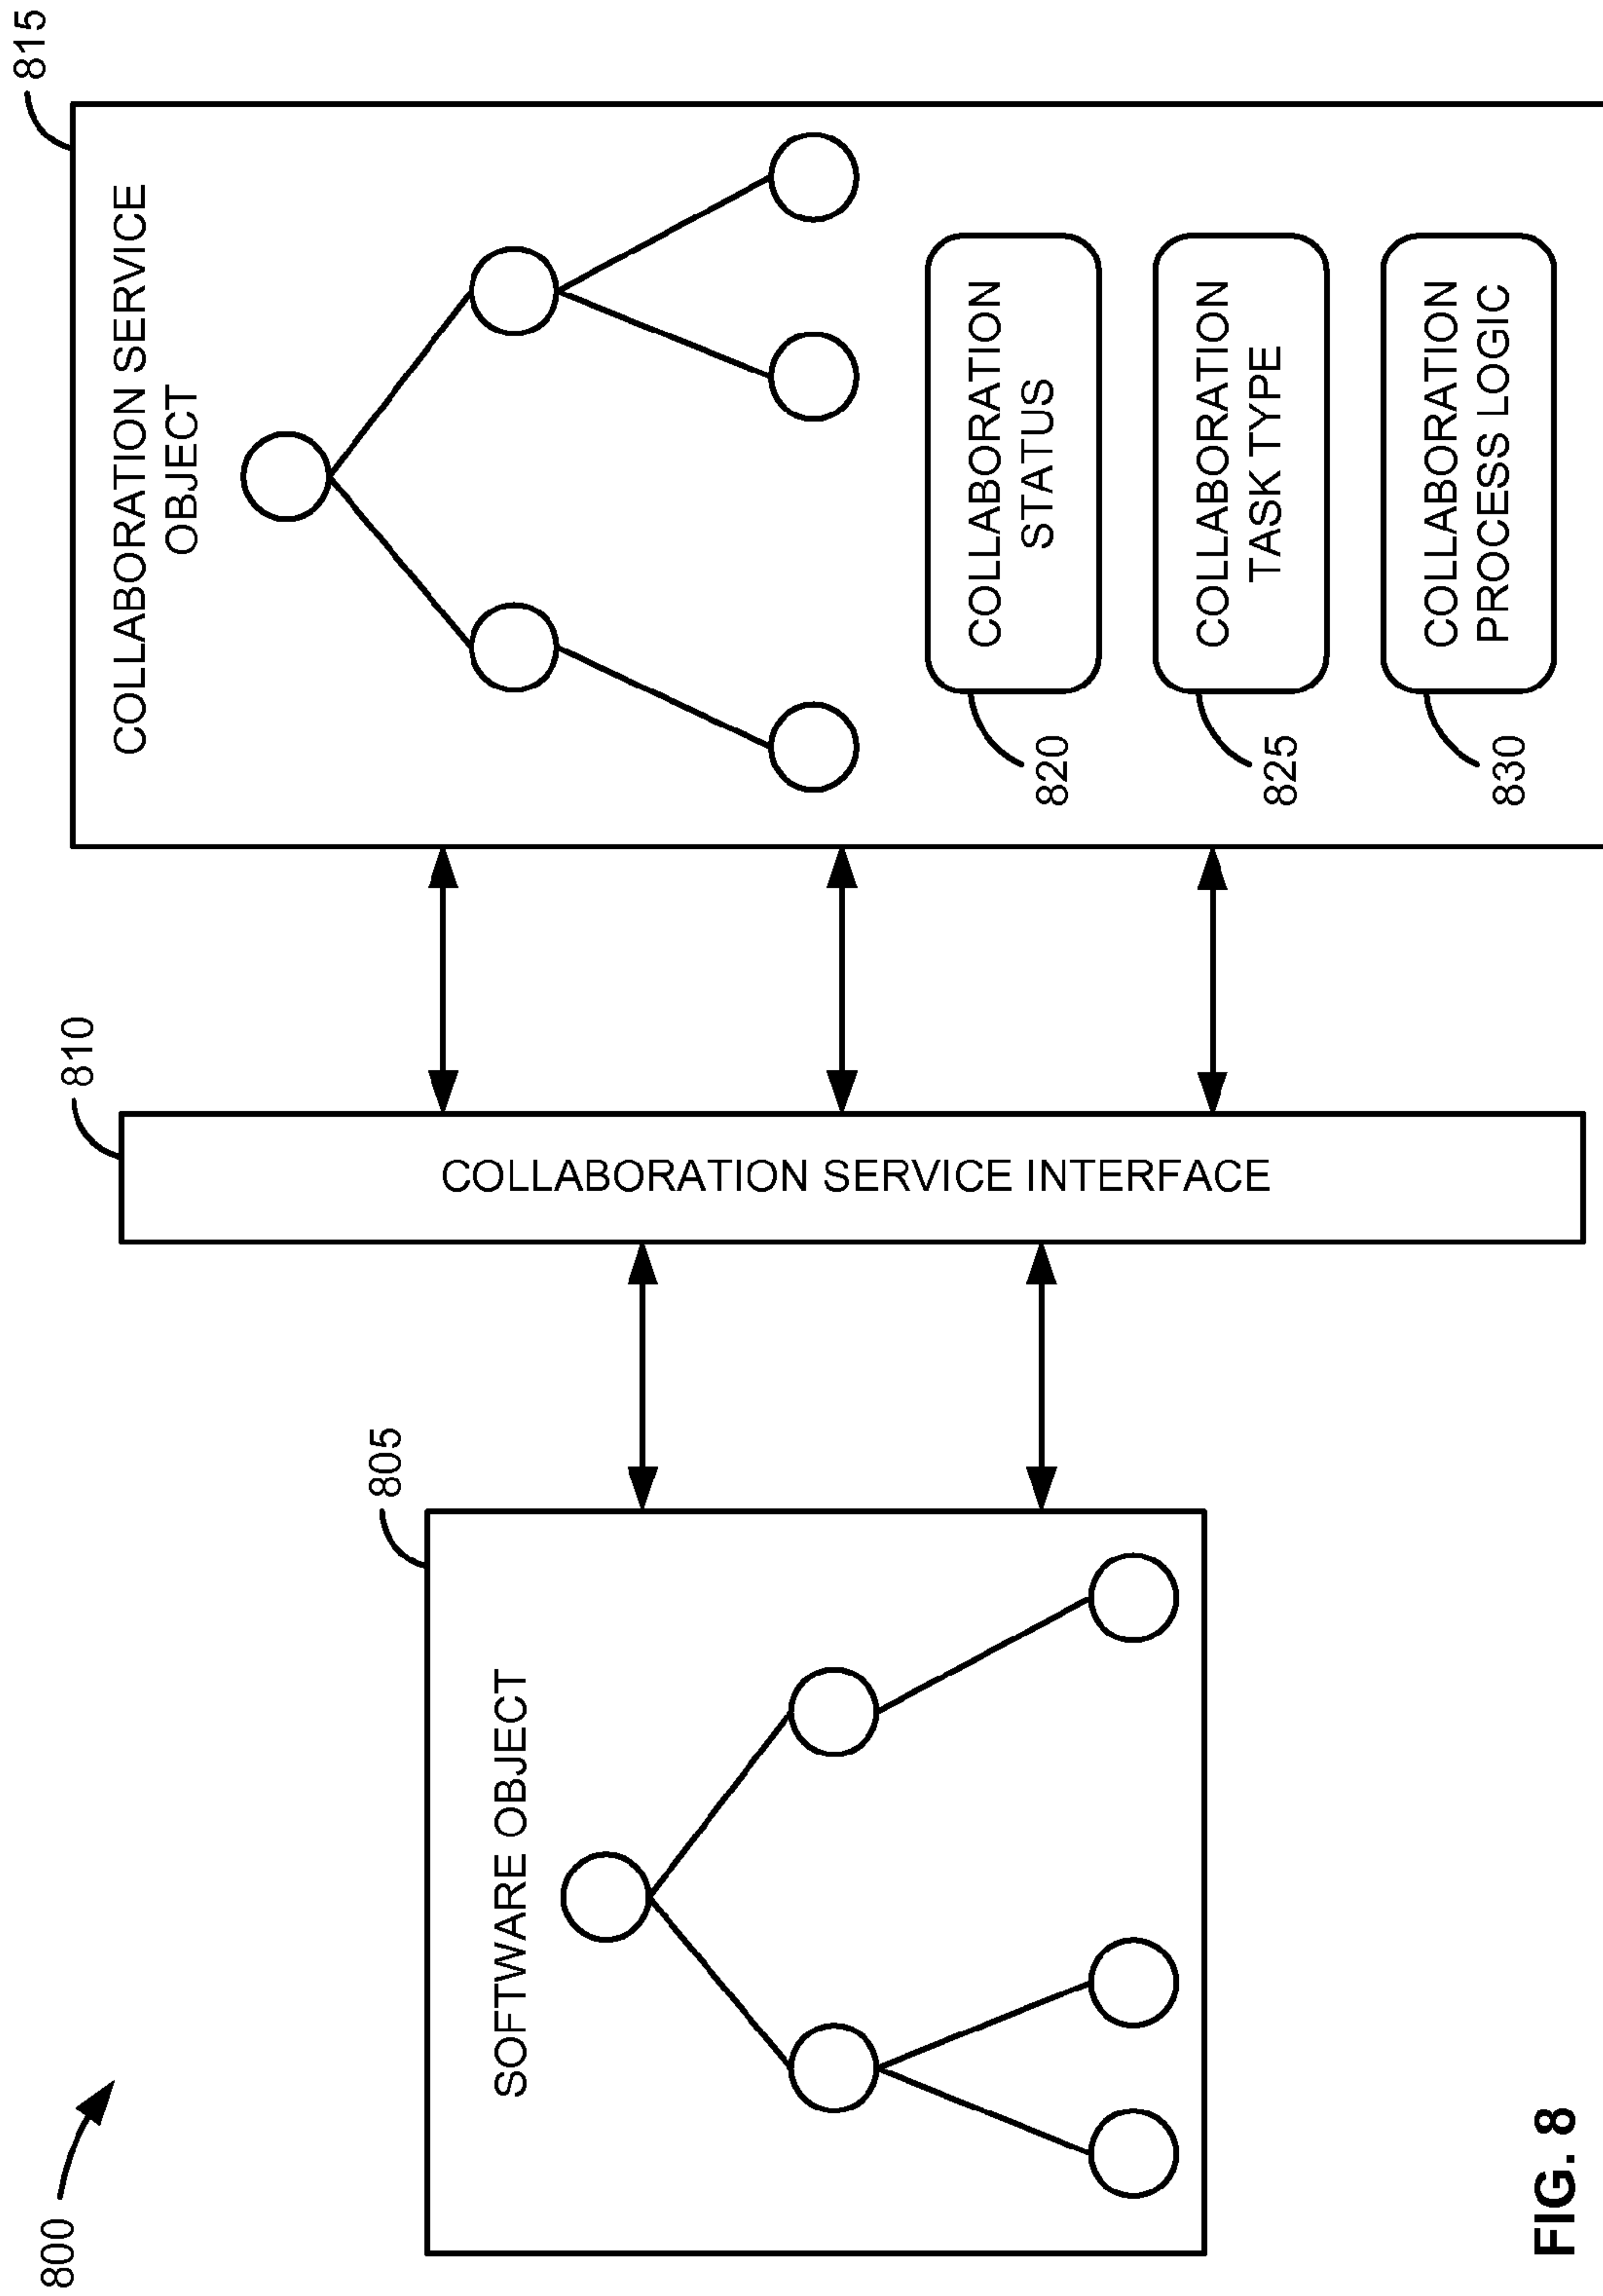 800
805
SOFTWARE OBJECT
810
COLLABORATION SERVICE INTERFACE
815
COLLABORATION SERVICE
OBJECT
COLLABORATION
STATUS
820
COLLABORATION
TASK TYPE
825
COLLABORATION
PROCESS LOGIC
830
FIG. 8